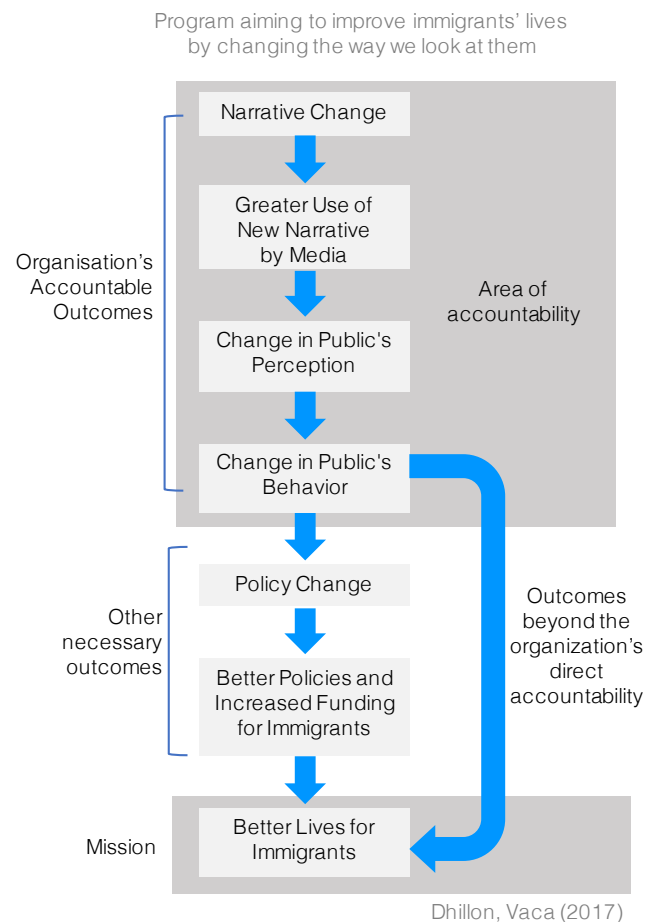 Program aiming to improve immigrants' lives
by changing the way we look at them
Narrative Change
Greater Use of
New Narrative
by Media
Organisation's
Accountable
Outcomes
Area of
accountability
Change in Public's
Perception
Change in Public's
Behavior
Policy Change
Other
necessary
outcomes
Outcomes
beyond the
organization's
direct
accountability
Better Policies and
Increased Funding
for Immigrants
Mission
Better Lives for
Immigrants
Dhillon, Vaca (2017)